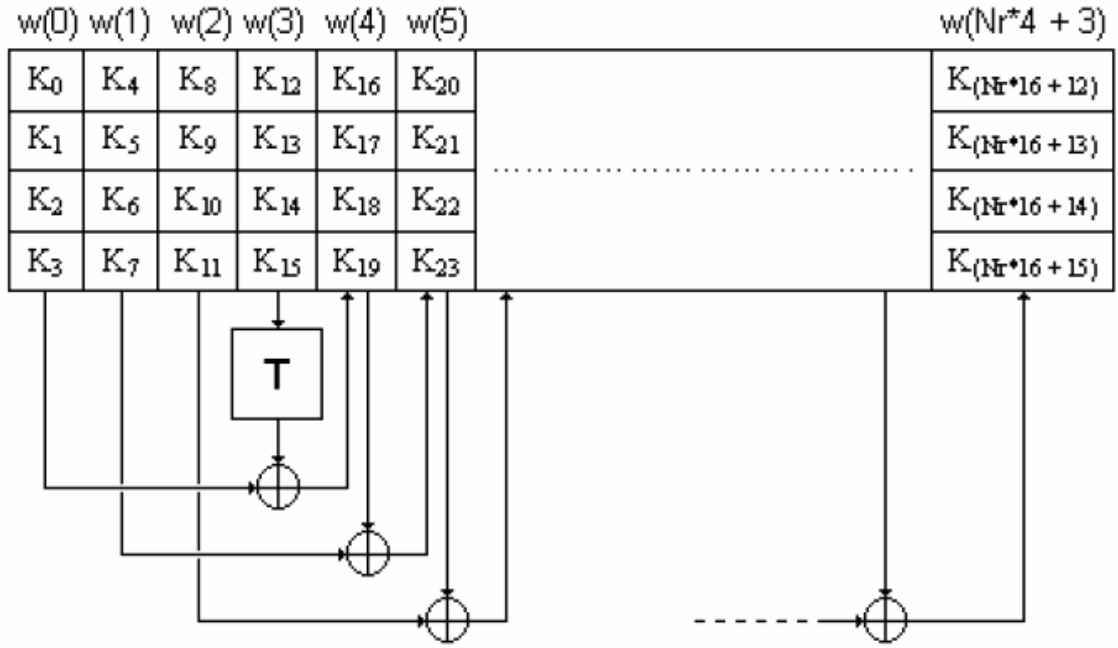 w(0) w(1) w(2) w(3) w(4) w(5) w(Nr*4 + 3)
K0 K4 K8 K12 K16 K20 K(Nr*16 + 12)
K1 K5 K9 K13 K17 K21 K(Nr*16 + 13)
K2 K6 K10 K14 K18 K22 K(Nr*16 + 14)
K3 K7 K11 K15 K19 K23 K(Nr*16 + 15)
T